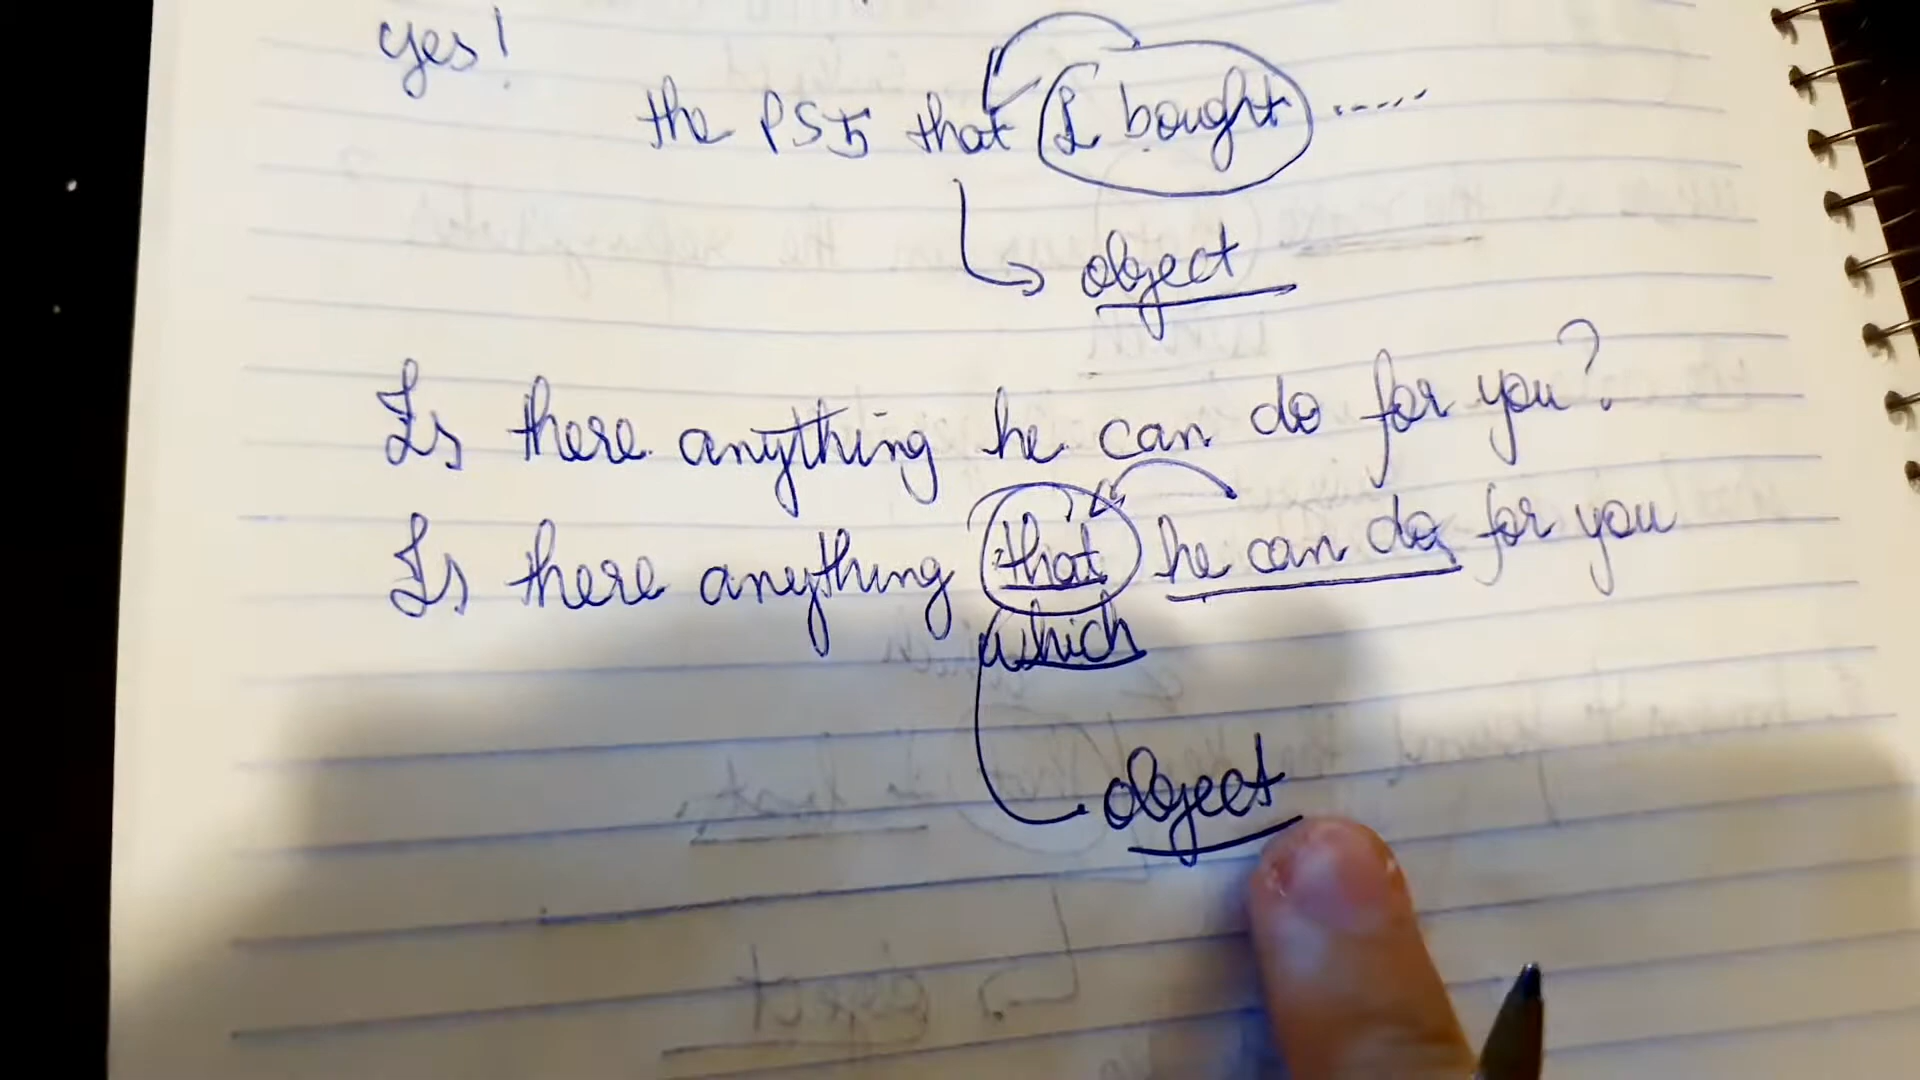 yes!
the PS5 that I bought .....
object
Is there anything he can do for you?
Is there anything that he can do for you
which
object